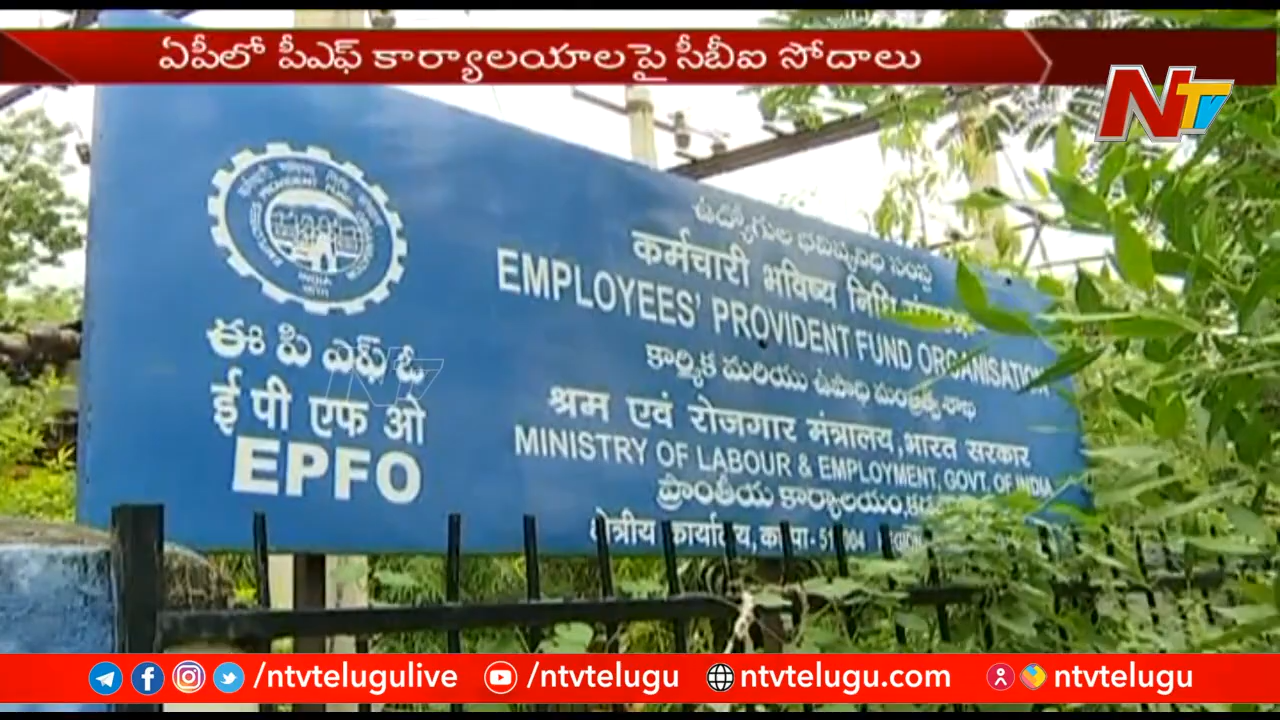 ఏపీలో పీఎఫ్ కార్యాలయాలపై సీబీఐ సోదాలు
NTV
ఉద్యోగుల భవిష్యనిధి సంస్థ
कर्मचारी भविष्य निधि
EMPLOYEES' PROVIDENT FUND ORGANISATION
ఈ పి ఎఫ్ ఓ
ई पी एफ ओ
EPFO
కార్మిక మరియు ఉపాధి మంత్రిత్వ శాఖ
श्रम एवं रोजगार मंत्रालय, भारत सरकार
MINISTRY OF LABOUR & EMPLOYMENT, GOVT. OF INDIA
ప్రాంతీయ కార్యాలయం,
क्षेत्रीय कार्यालय,
/ntvtelugulive
/ntvtelugu
ntvtelugu.com
ntvtelugu